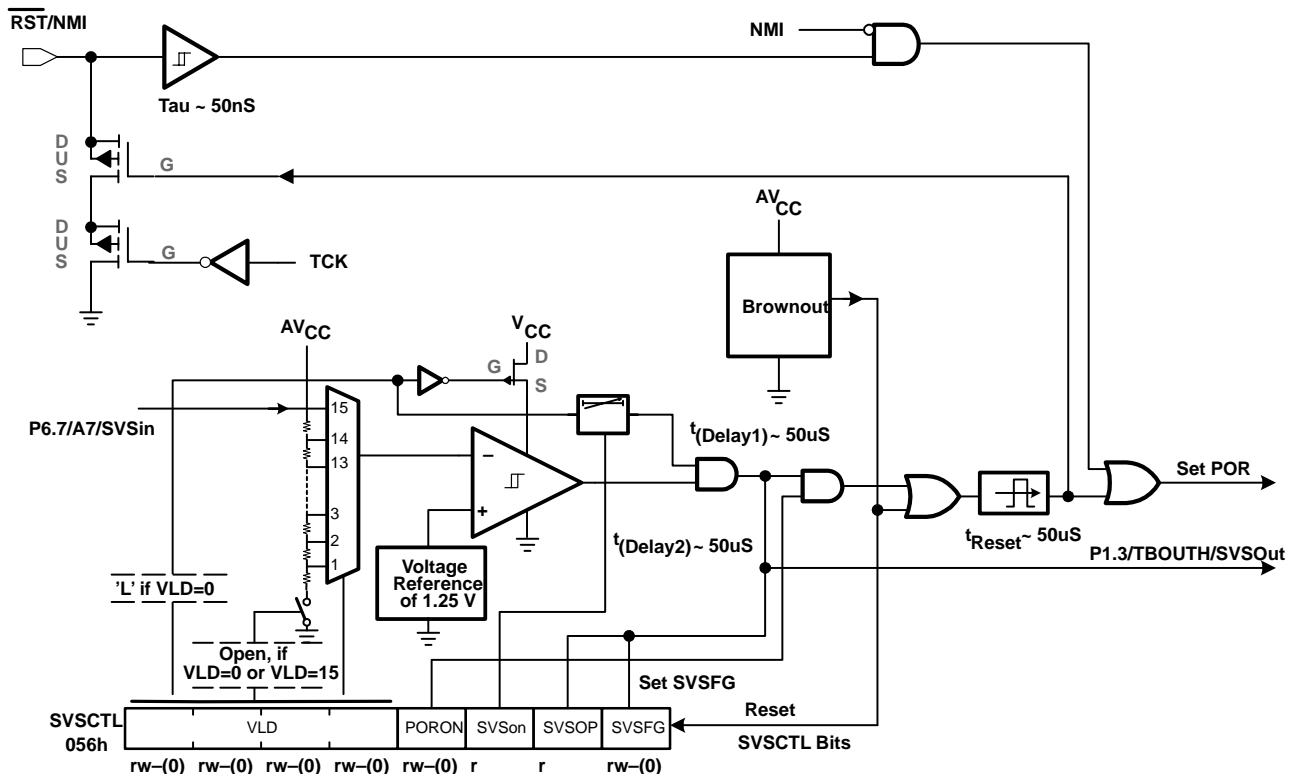 RST/NMI
NMI
Tau ~ 50nS
D
U
S
G
D
U
S
G
TCK
AVCC
Brownout
AVCC
VCC
G
D
S
P6.7/A7/SVSin
15
14
13
3
2
1
–
+
t(Delay1) ~ 50uS
t(Delay2) ~ 50uS
Set POR
tReset ~ 50uS
P1.3/TBOUTH/SVSOut
Voltage
Reference
of 1.25 V
'L' if VLD=0
Open, if
VLD=0 or VLD=15
Set SVSFG
Reset
SVSCTL Bits
SVSCTL
056h
VLD
PORON
SVSon
SVSOP
SVSFG
rw–(0) rw–(0) rw–(0) rw–(0) rw–(0) r r rw–(0)